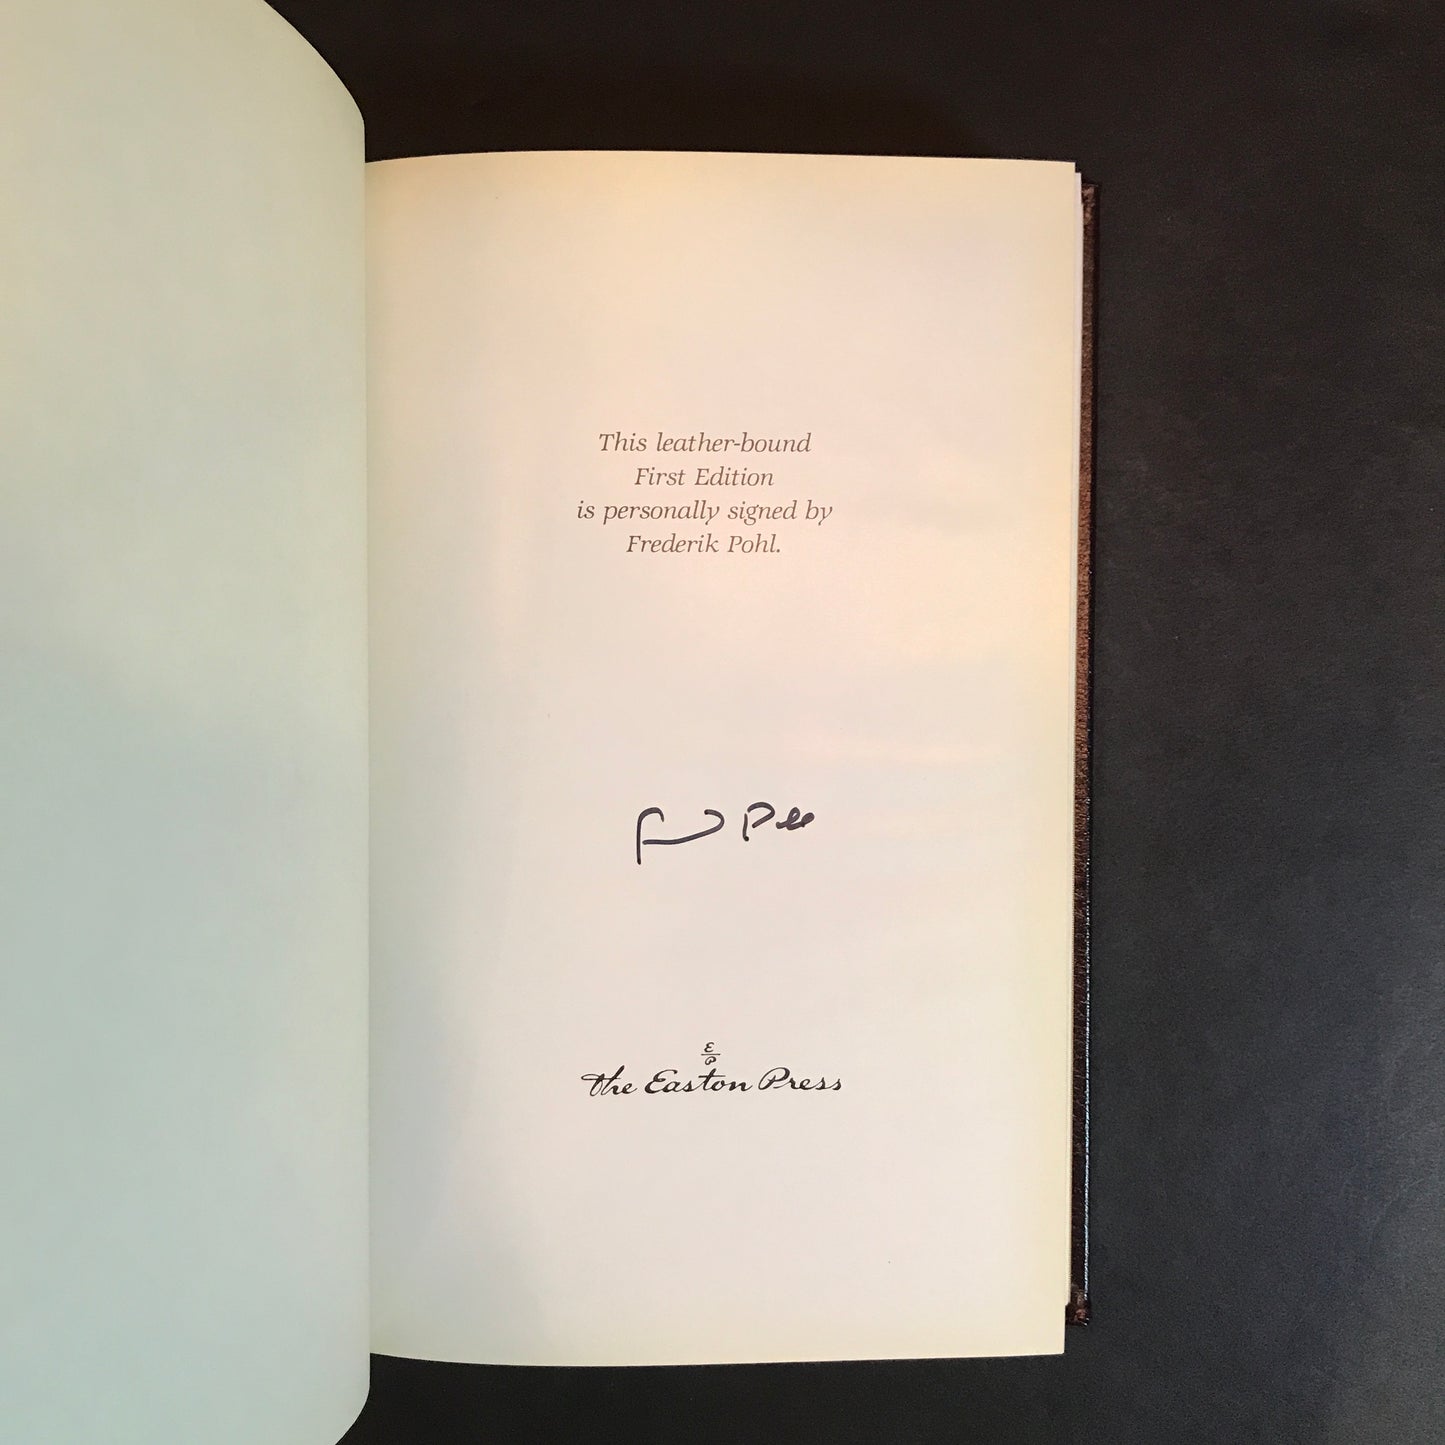 This leather-bound
First Edition
is personally signed by
Frederik Pohl.
E
P
The Easton Press